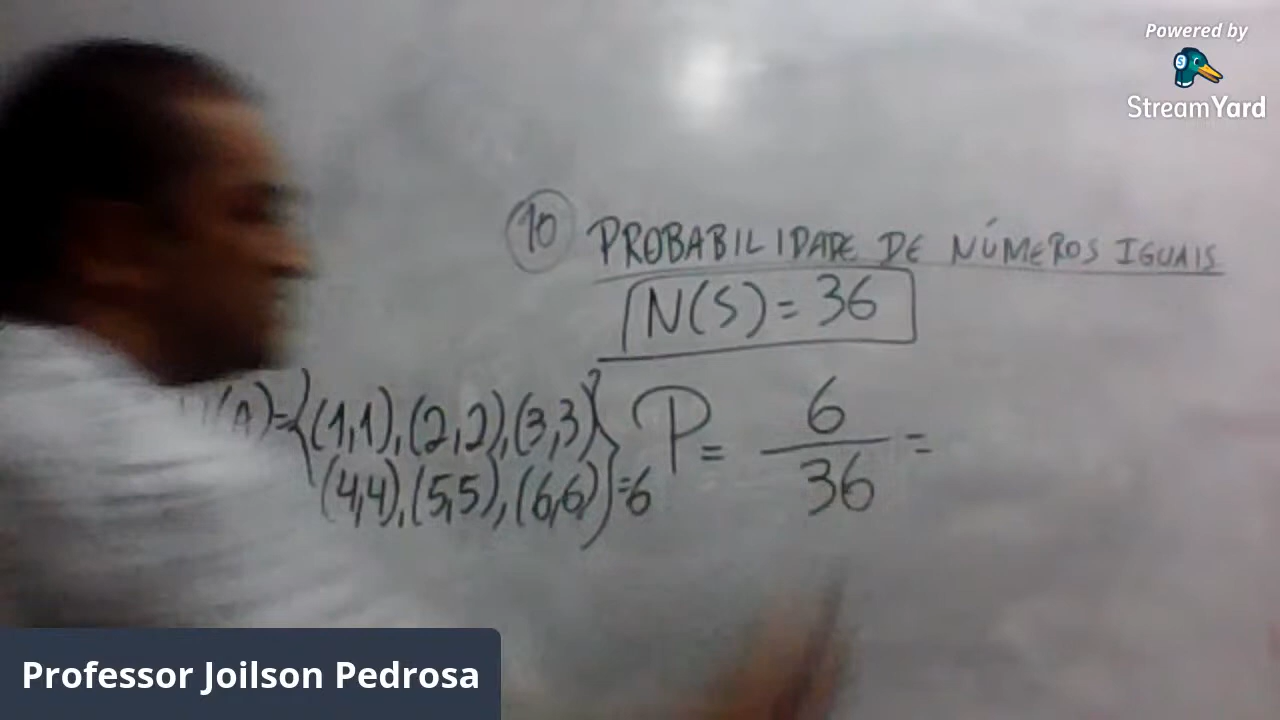 Powered by
StreamYard
10 PROBABILIDADE DE NÚMEROS IGUAIS
N(S) = 36
(A)={(1,1),(2,2),(3,3)
(4,4),(5,5),(6,6)}=6
P = 6/36 =
Professor Joilson Pedrosa